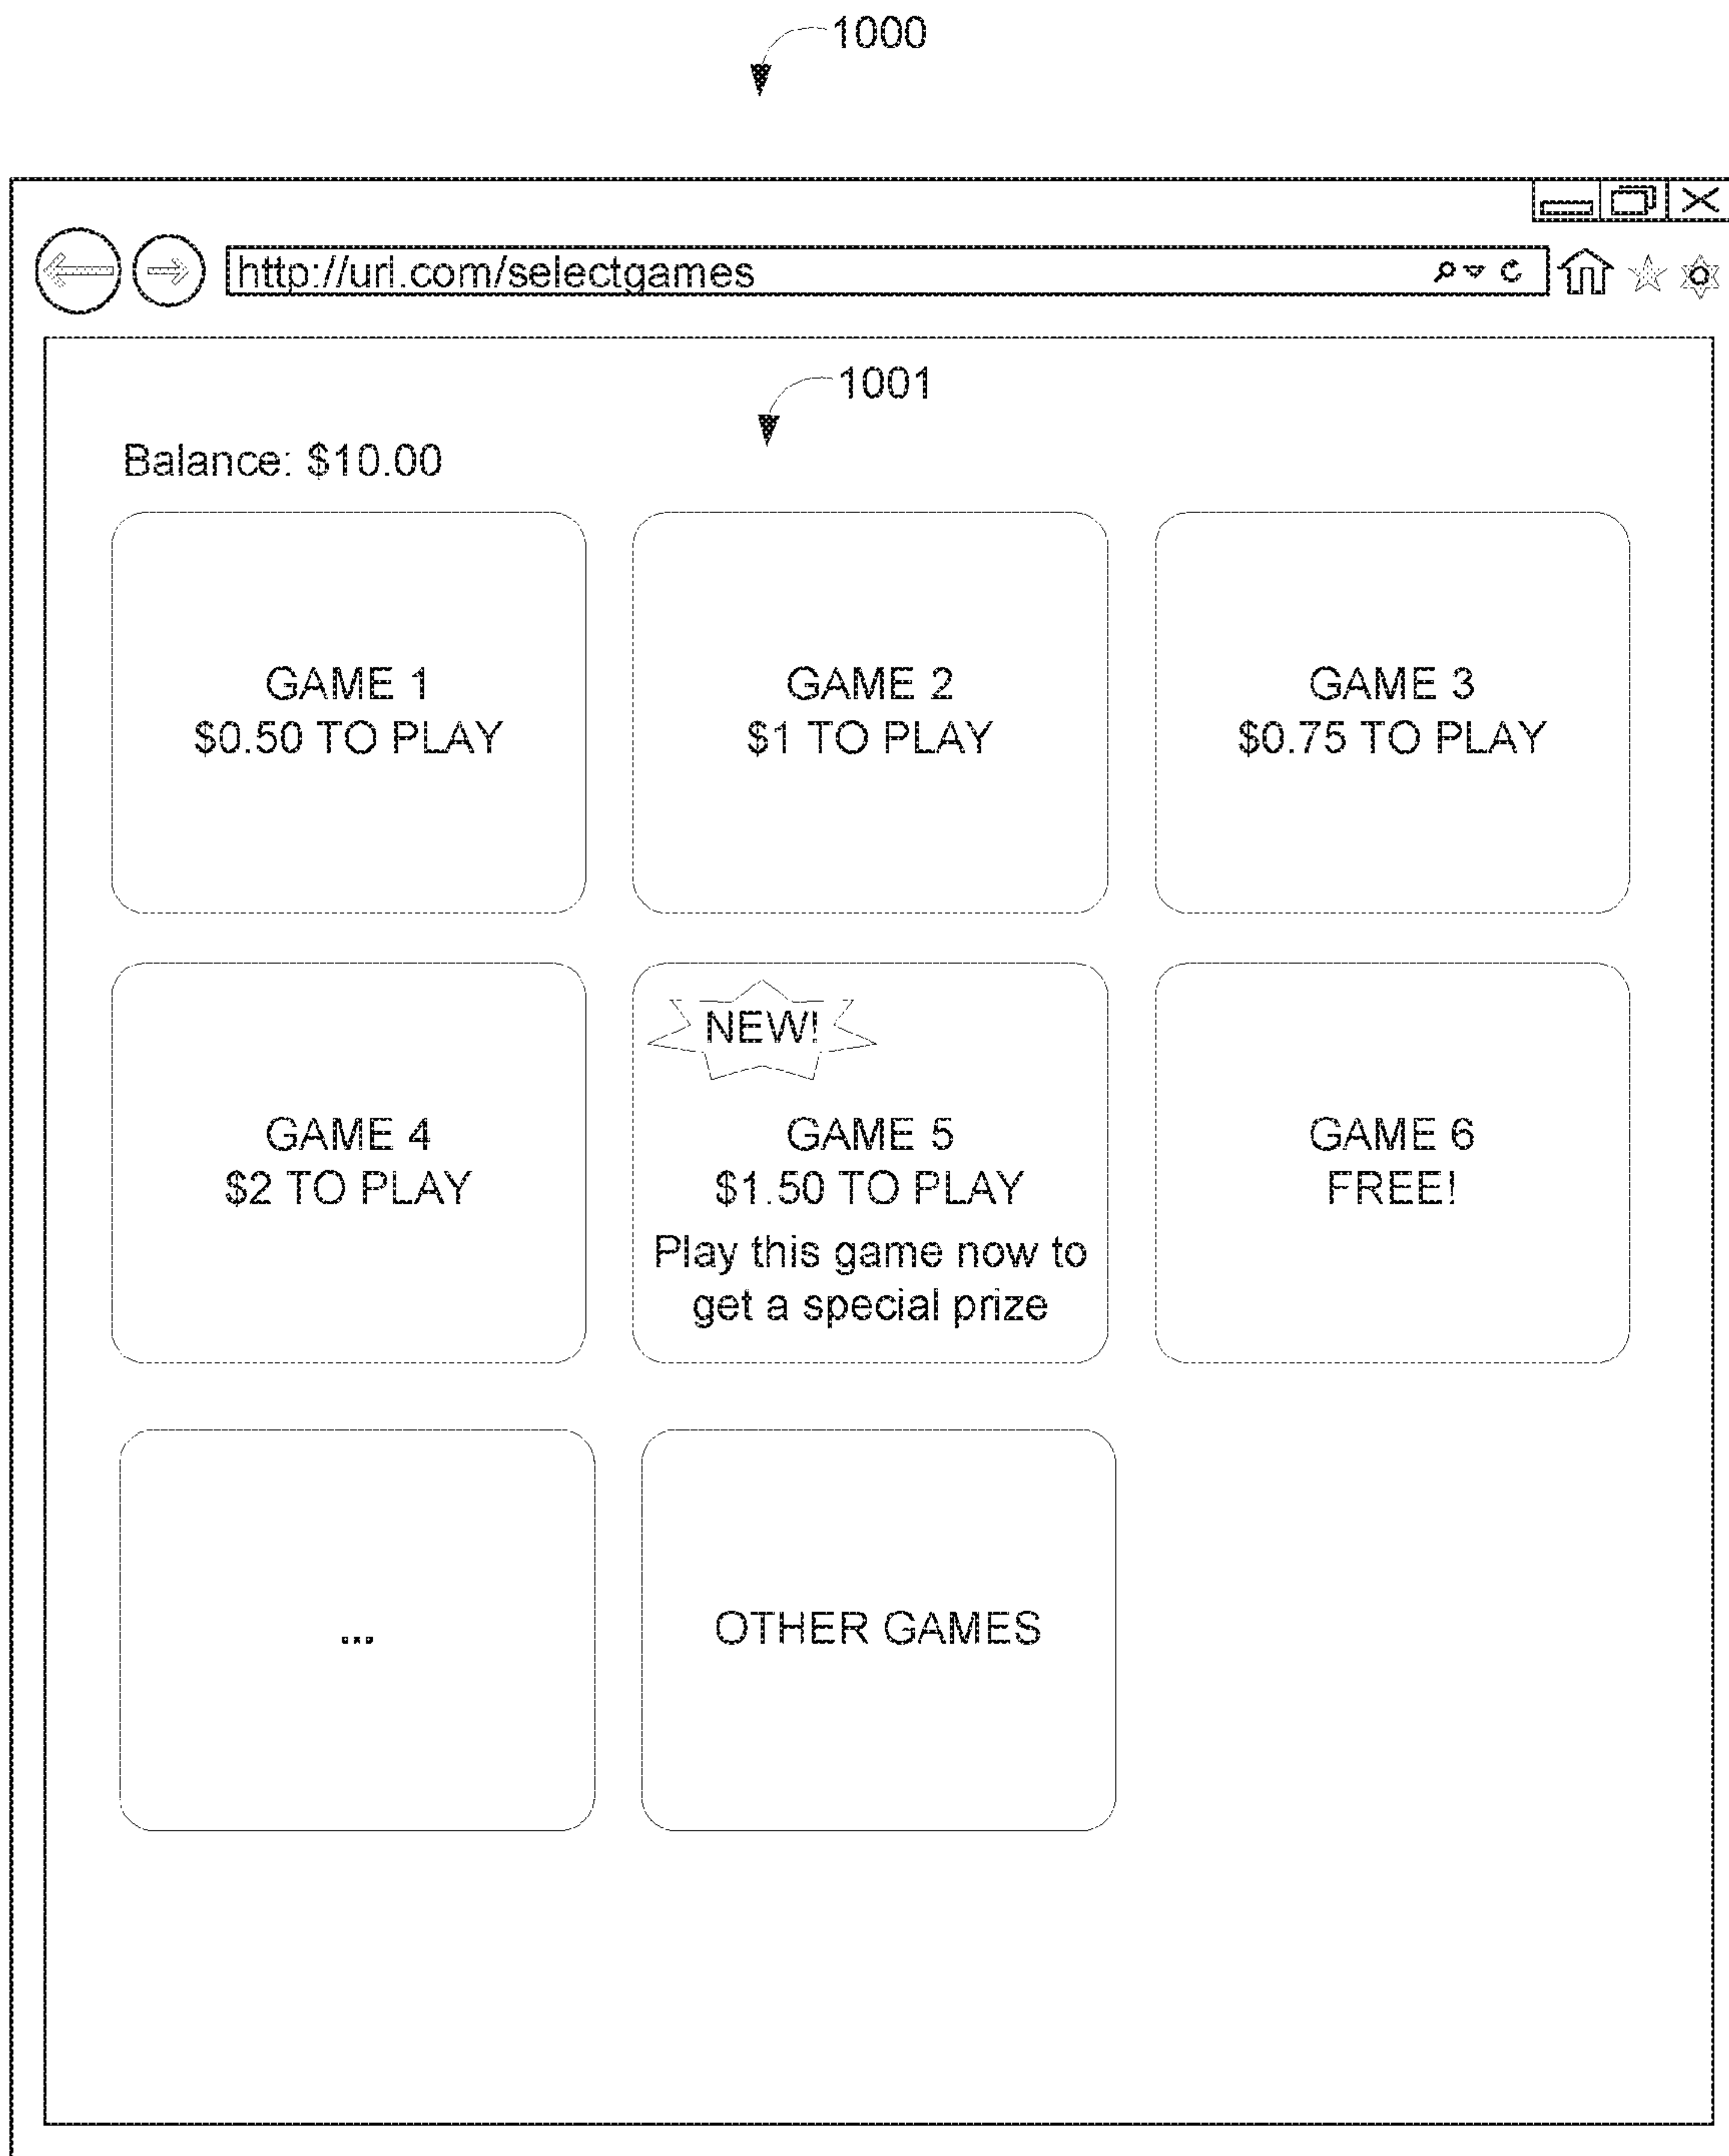 1000
http://url.com/selectgames
1001
Balance: $10.00
GAME 1
$0.50 TO PLAY
GAME 2
$1 TO PLAY
GAME 3
$0.75 TO PLAY
GAME 4
$2 TO PLAY
NEW!
GAME 5
$1.50 TO PLAY
Play this game now to
get a special prize
GAME 6
FREE!
...
OTHER GAMES